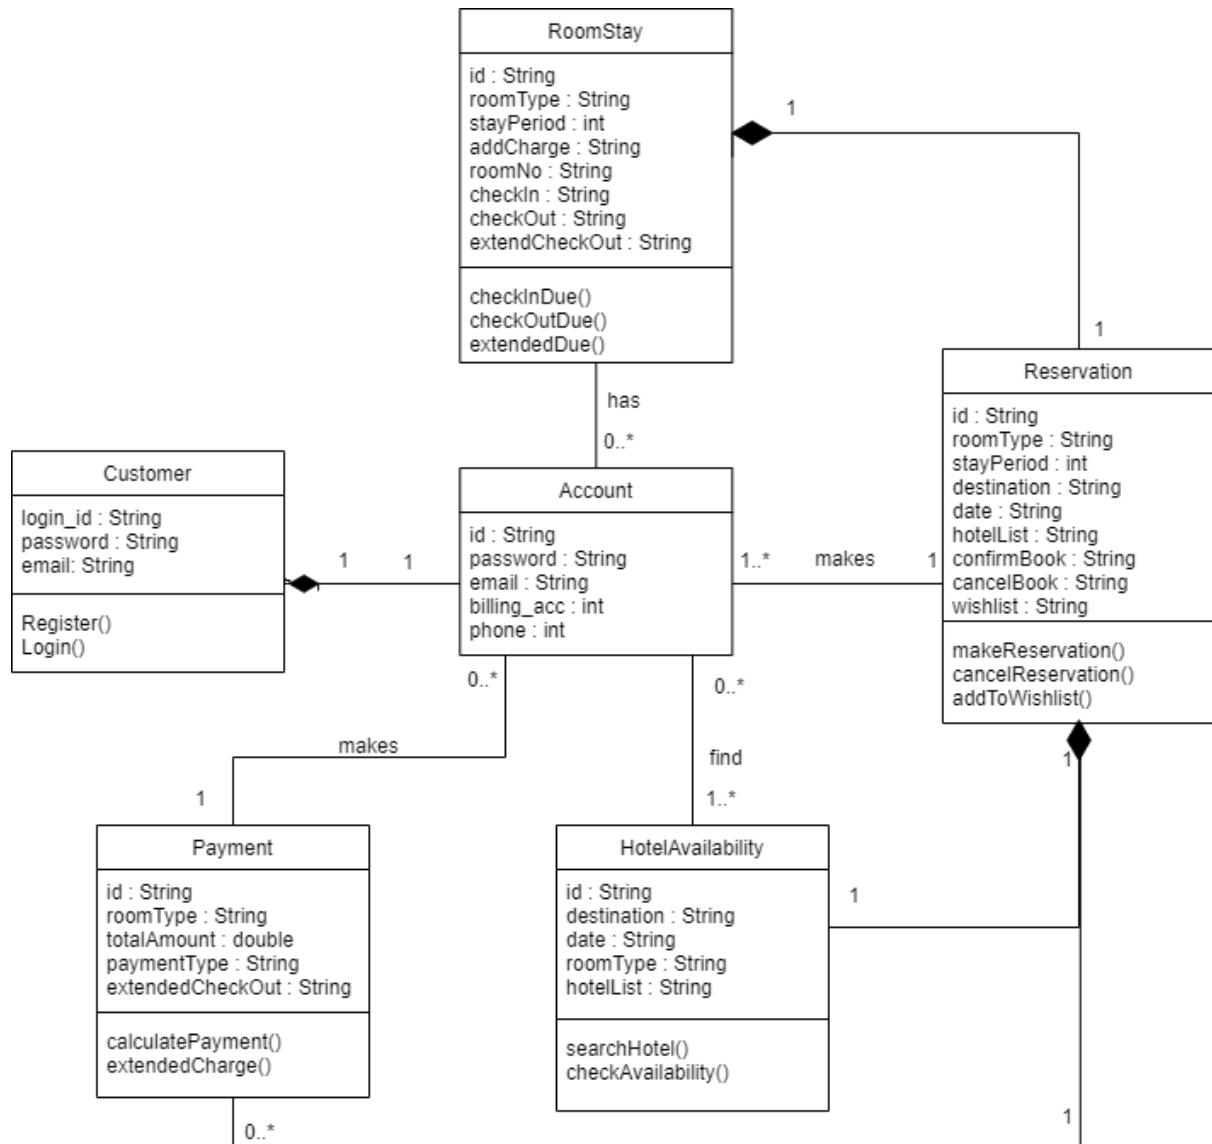 RoomStay
id : String
roomType : String
stayPeriod : int
addCharge : String
roomNo : String
checkIn : String
checkOut : String
extendCheckOut : String
checkInDue()
checkOutDue()
extendedDue()
1
1
has
0..*
Reservation
id : String
roomType : String
stayPeriod : int
destination : String
date : String
hotelList : String
confirmBook : String
cancelBook : String
wishlist : String
makeReservation()
cancelReservation()
addToWishlist()
Customer
login_id : String
password : String
email: String
Register()
Login()
1
1
Account
id : String
password : String
email : String
billing_acc : int
phone : int
1..*
makes
1
0..*
makes
1
0..*
find
1..*
1
Payment
id : String
roomType : String
totalAmount : double
paymentType : String
extendedCheckOut : String
calculatePayment()
extendedCharge()
0..*
HotelAvailability
id : String
destination : String
date : String
roomType : String
hotelList : String
searchHotel()
checkAvailability()
1
1